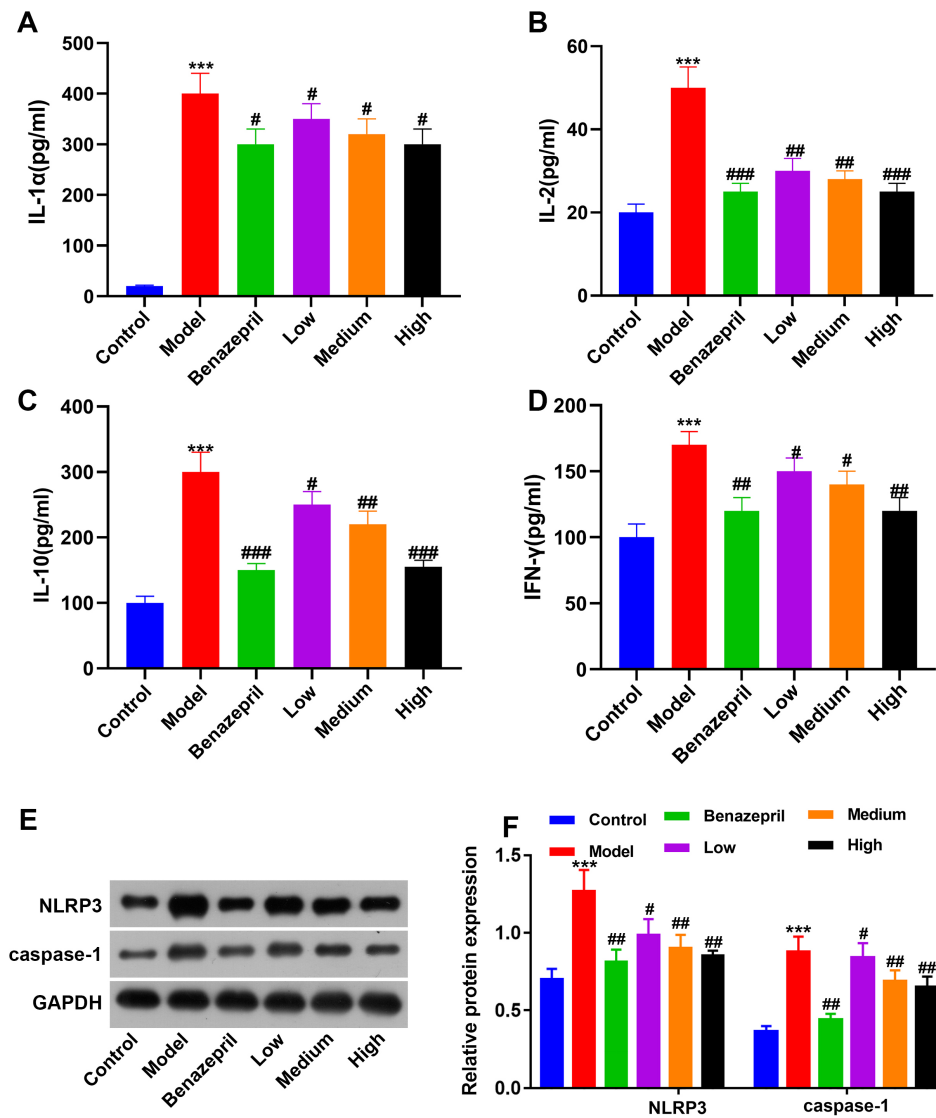 A
IL-1α(pg/ml)
500
400
300
200
100
0
***
#
#
#
#
Control
Model
Benazepril
Low
Medium
High
B
IL-2(pg/ml)
60
40
20
0
***
###
##
##
###
Control
Model
Benazepril
Low
Medium
High
C
IL-10(pg/ml)
400
300
200
100
0
***
###
#
##
###
Control
Model
Benazepril
Low
Medium
High
D
IFN-γ(pg/ml)
200
150
100
50
0
***
##
#
#
##
Control
Model
Benazepril
Low
Medium
High
E
NLRP3
caspase-1
GAPDH
Control
Model
Benazepril
Low
Medium
High
F
Control
Benazepril
Medium
Model
Low
High
Relative protein expression
1.5
1.0
0.5
0.0
***
##
#
##
##
***
##
#
##
##
NLRP3
caspase-1